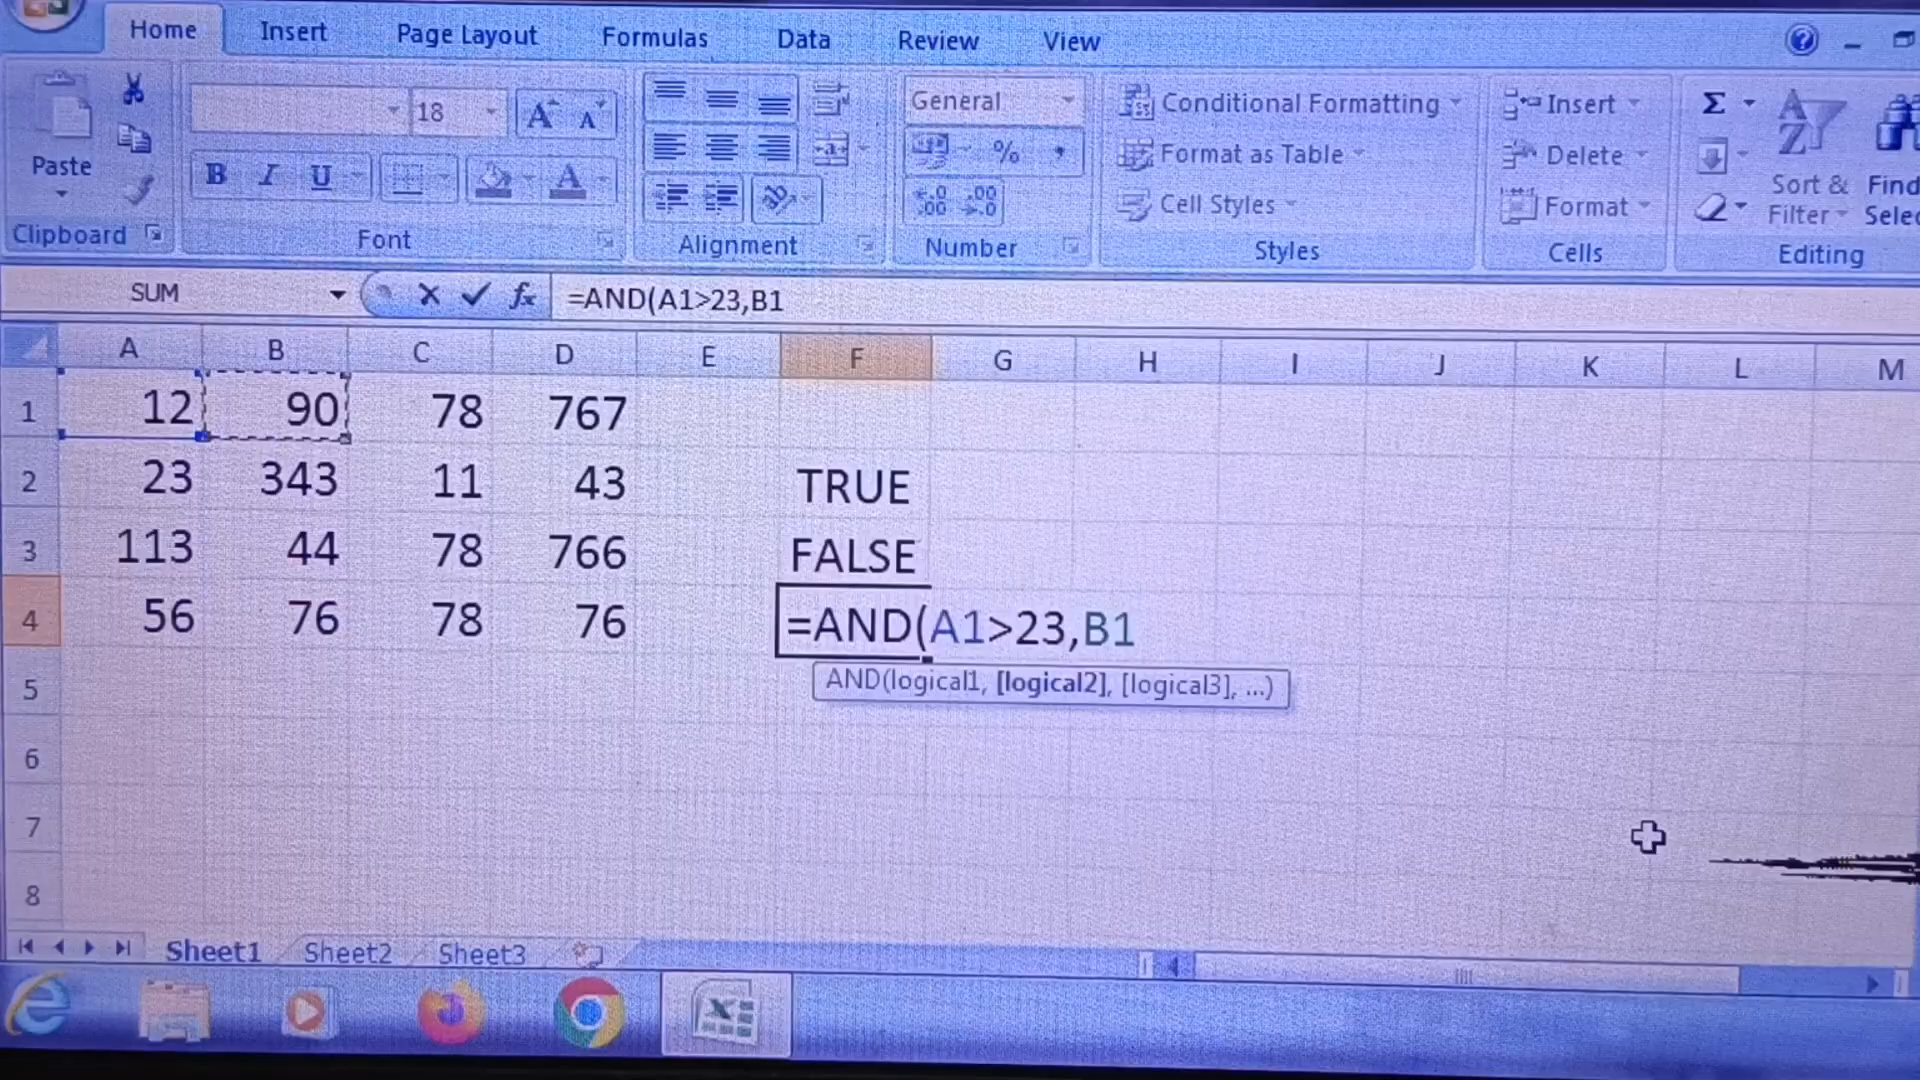 Home Insert Page Layout Formulas Data Review View
18 General Conditional Formatting Insert Σ
Paste B I U % , Format as Table Delete
Cell Styles Format Sort & Find
Filter Selec
Clipboard Font Alignment Number Styles Cells Editing
SUM fx =AND(A1>23,B1
A B C D E F G H I J K L M
1 12 90 78 767
2 23 343 11 43 TRUE
3 113 44 78 766 FALSE
4 56 76 78 76 =AND(A1>23,B1
5 AND(logical1, [logical2], [logical3], ...)
6
7
8
Sheet1 Sheet2 Sheet3